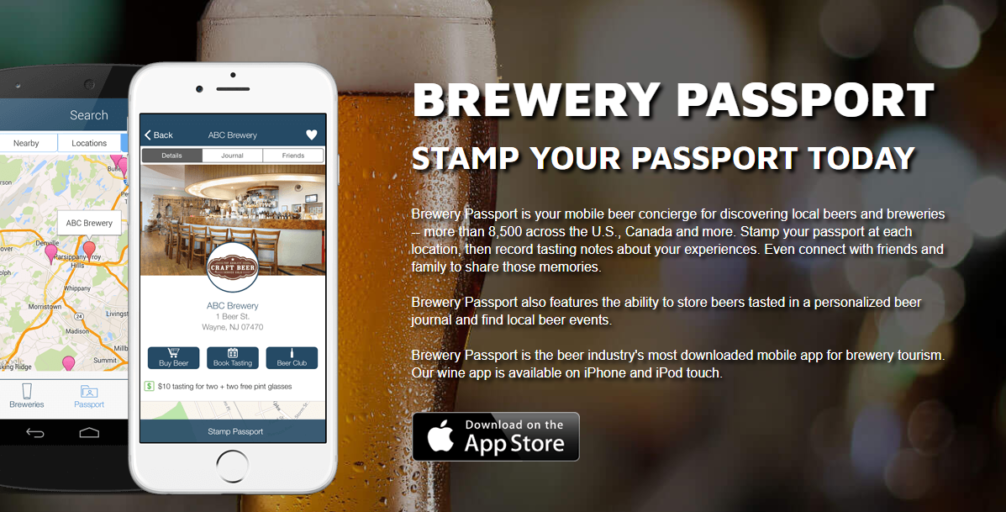 BREWERY PASSPORT
STAMP YOUR PASSPORT TODAY
Brewery Passport is your mobile beer concierge for discovering local beers and breweries
– more than 8,500 across the U.S., Canada and more. Stamp your passport at each
location, then record tasting notes about your experiences. Even connect with friends and
family to share those memories.
Brewery Passport also features the ability to store beers tasted in a personalized beer
journal and find local beer events.
Brewery Passport is the beer industry's most downloaded mobile app for brewery tourism.
Our wine app is available on iPhone and iPod touch.
Download on the
App Store
Search
Nearby
Locations
ABC Brewery
Hills
Whippany
Morristown
24
Madison
Summit
Breweries
Passport
Back
ABC Brewery
Details
Journal
Friends
CRAFT BEER
ABC Brewery
1 Beer St.
Wayne, NJ 07470
Buy Beer
Book Tasting
Beer Club
$
$10 tasting for two + two free pint glasses
Stamp Passport